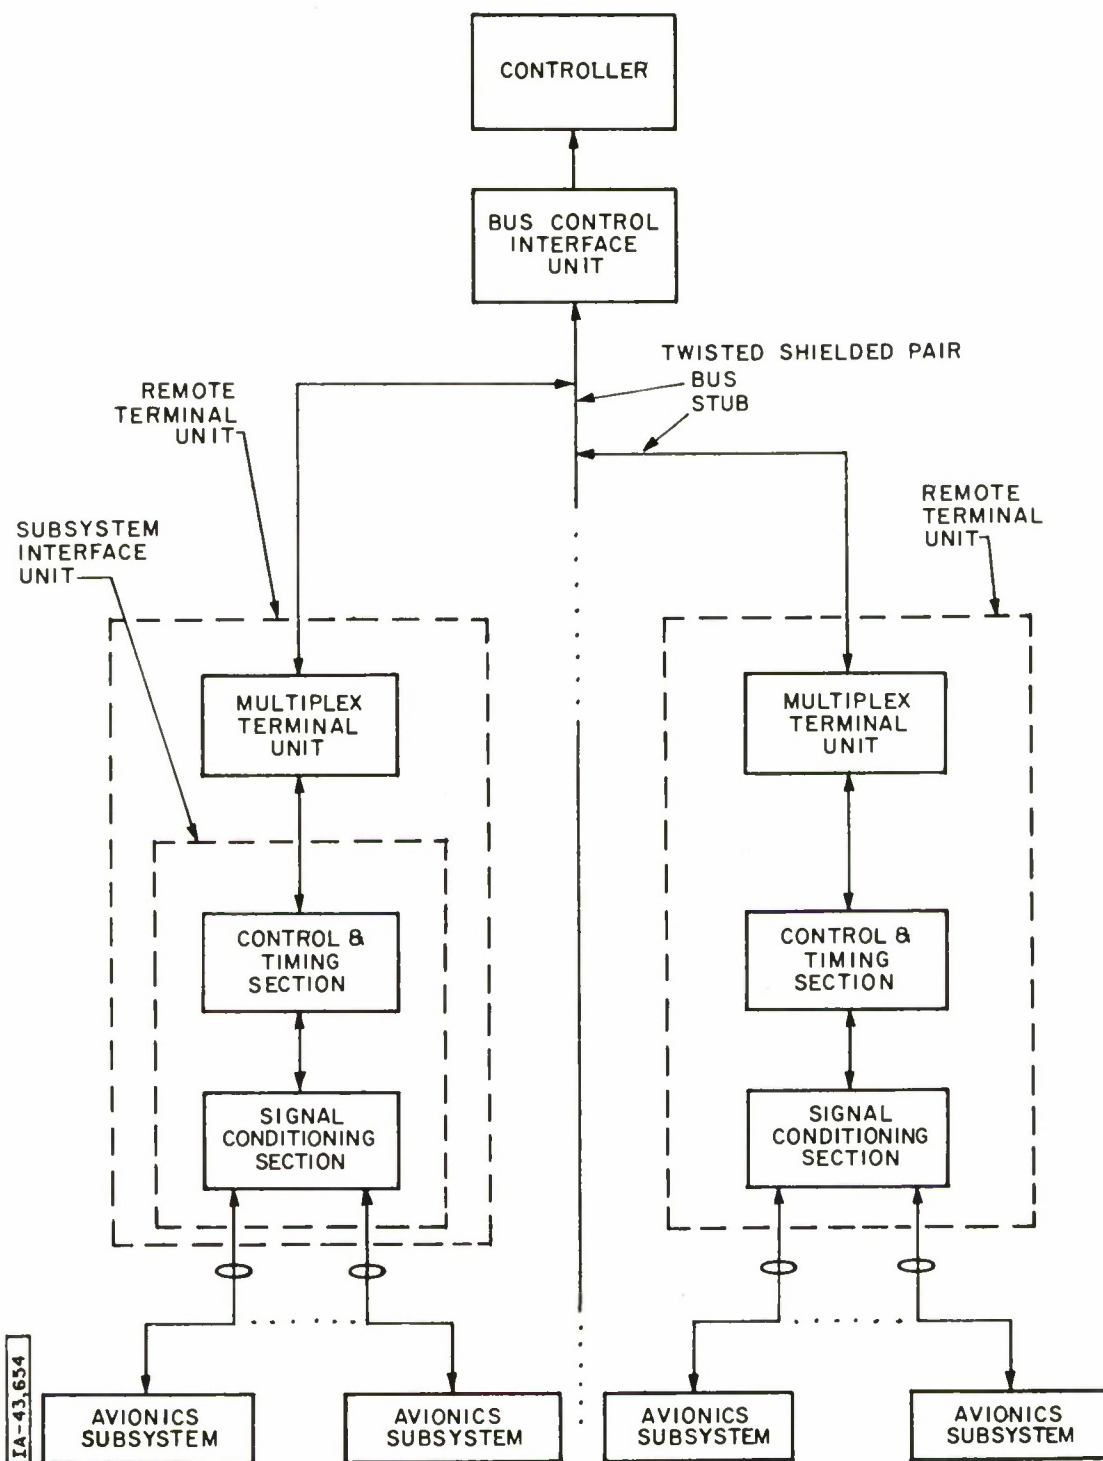 CONTROLLER
BUS CONTROL
INTERFACE
UNIT
TWISTED SHIELDED PAIR
BUS
STUB
REMOTE
TERMINAL
UNIT
SUBSYSTEM
INTERFACE
UNIT
REMOTE
TERMINAL
UNIT
MULTIPLEX
TERMINAL
UNIT
MULTIPLEX
TERMINAL
UNIT
CONTROL &
TIMING
SECTION
CONTROL &
TIMING
SECTION
SIGNAL
CONDITIONING
SECTION
SIGNAL
CONDITIONING
SECTION
AVIONICS
SUBSYSTEM
AVIONICS
SUBSYSTEM
AVIONICS
SUBSYSTEM
AVIONICS
SUBSYSTEM
IA-43,654